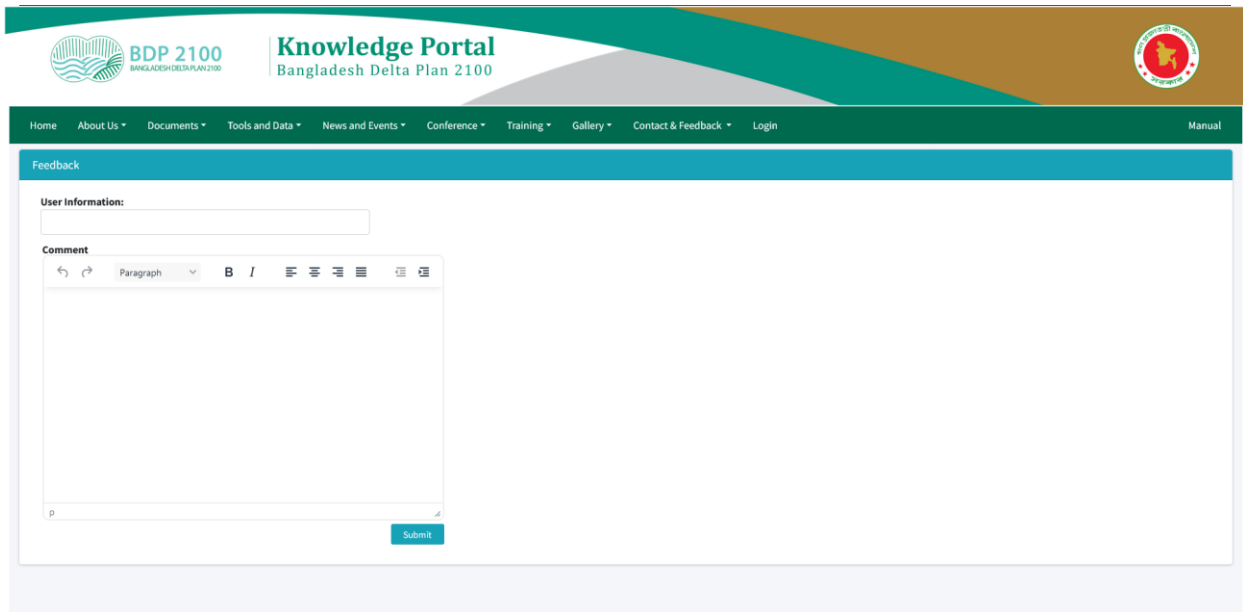 BDP 2100
BANGLADESH DELTA PLAN 2100
Knowledge Portal
Bangladesh Delta Plan 2100
Home About Us Documents Tools and Data News and Events Conference Training Gallery Contact & Feedback Login Manual
Feedback
User Information:
Comment
Paragraph B I
p
Submit